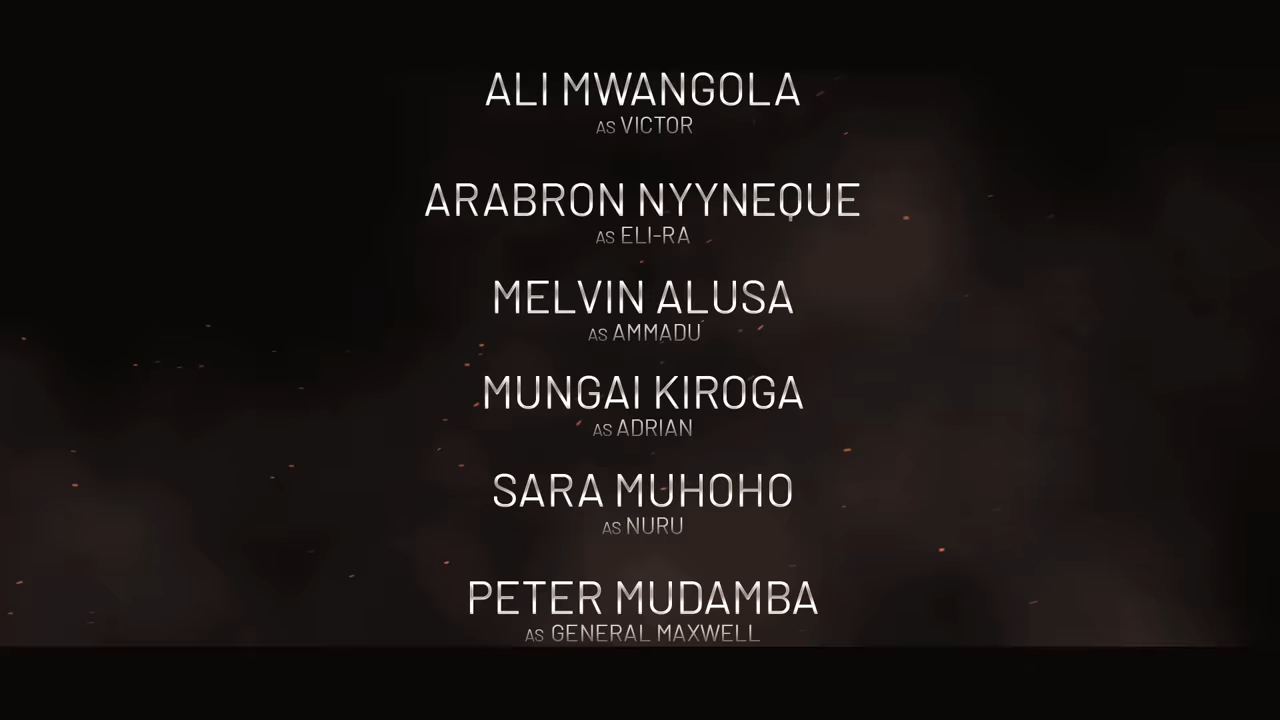 ALI MWANGOLA
AS VICTOR
ARABRON NYYNEQUE
AS ELI-RA
MELVIN ALUSA
AS AMMADU
MUNGAI KIROGA
AS ADRIAN
SARA MUHOHO
AS NURU
PETER MUDAMBA
AS GENERAL MAXWELL